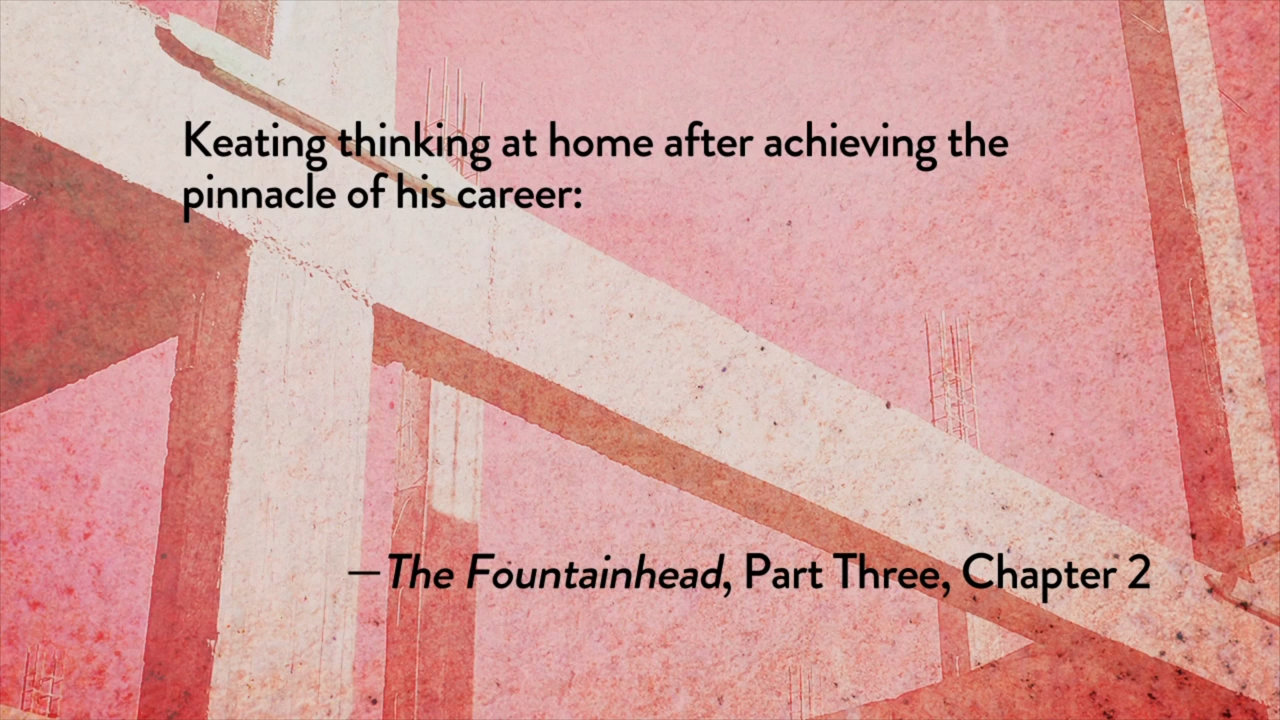 Keating thinking at home after achieving the
pinnacle of his career:
—The Fountainhead, Part Three, Chapter 2